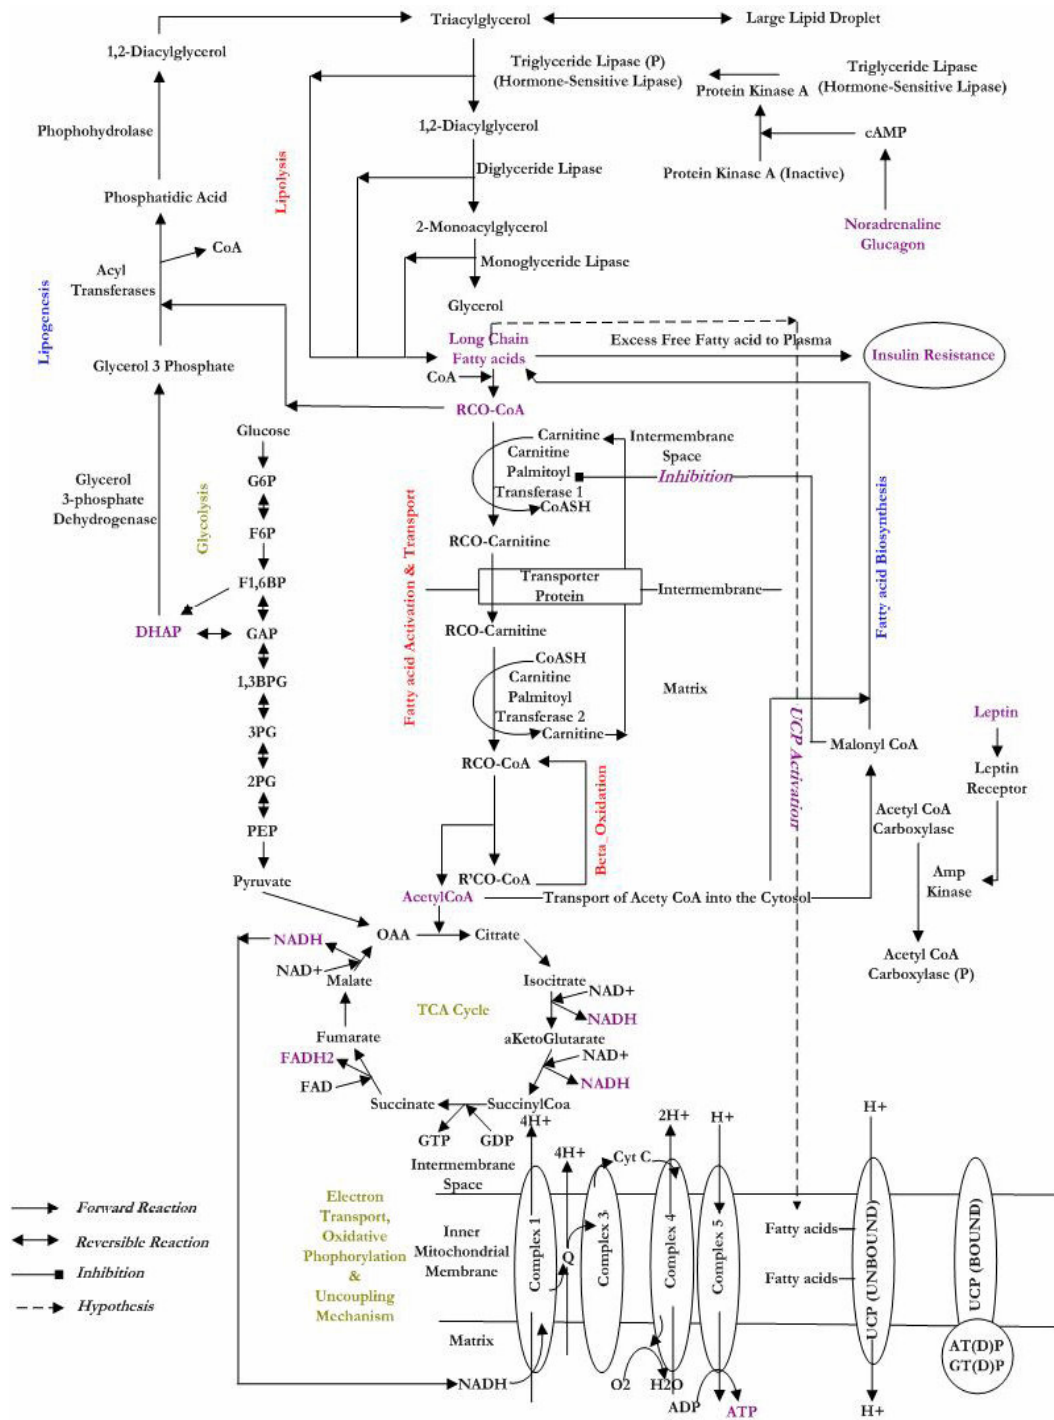 Triacylglycerol
Large Lipid Droplet
1,2-Diacylglycerol
Triglyceride Lipase (P)
(Hormone-Sensitive Lipase)
Triglyceride Lipase
(Hormone-Sensitive Lipase)
Protein Kinase A
Phophohydrolase
1,2-Diacylglycerol
cAMP
Lipolysis
Diglyceride Lipase
Protein Kinase A (Inactive)
Phosphatidic Acid
2-Monoacylglycerol
Noradrenaline
Glucagon
CoA
Acyl
Transferases
Monoglyceride Lipase
Lipogenesis
Glycerol
Long Chain
Fatty acids
Excess Free Fatty acid to Plasma
Insulin Resistance
Glycerol 3 Phosphate
CoA
RCO-CoA
Glucose
Carnitine
Carnitine
Palmitoyl
Transferase 1
CoASH
Intermembrane
Space
Inhibition
G6P
Glycerol
3-phosphate
Dehydrogenase
Glycolysis
F6P
Fatty acid Activation & Transport
RCO-Carnitine
Fatty acid Biosynthesis
F1,6BP
Transporter
Protein
Intermembrane
DHAP
GAP
RCO-Carnitine
1,3BPG
CoASH
Carnitine
Palmitoyl
Transferase 2
Carnitine
Matrix
3PG
UCP Activation
Malonyl CoA
Leptin
Leptin
Receptor
RCO-CoA
2PG
Beta_Oxidation
Acetyl CoA
Carboxylase
PEP
Pyruvate
R'CO-CoA
Amp
Kinase
AcetylCoA
Transport of Acety CoA into the Cytosol
NADH
OAA
Citrate
Acetyl CoA
Carboxylase (P)
NAD+
Malate
Isocitrate
NAD+
TCA Cycle
NADH
Fumarate
aKetoGlutarate
FADH2
NAD+
FAD
NADH
Succinate
SuccinylCoa
GTP
GDP
4H+
2H+
H+
H+
4H+
Cyt C
Intermembrane
Space
Electron
Transport,
Oxidative
Phophorylation
&
Uncoupling
Mechanism
Inner
Mitochondrial
Membrane
Complex 1
Q
Complex 3
Complex 4
Complex 5
Fatty acids
Fatty acids
UCP (UNBOUND)
UCP (BOUND)
AT(D)P
GT(D)P
Matrix
NADH
O2
H2O
ADP
ATP
H+
Forward Reaction
Reversible Reaction
Inhibition
Hypothesis